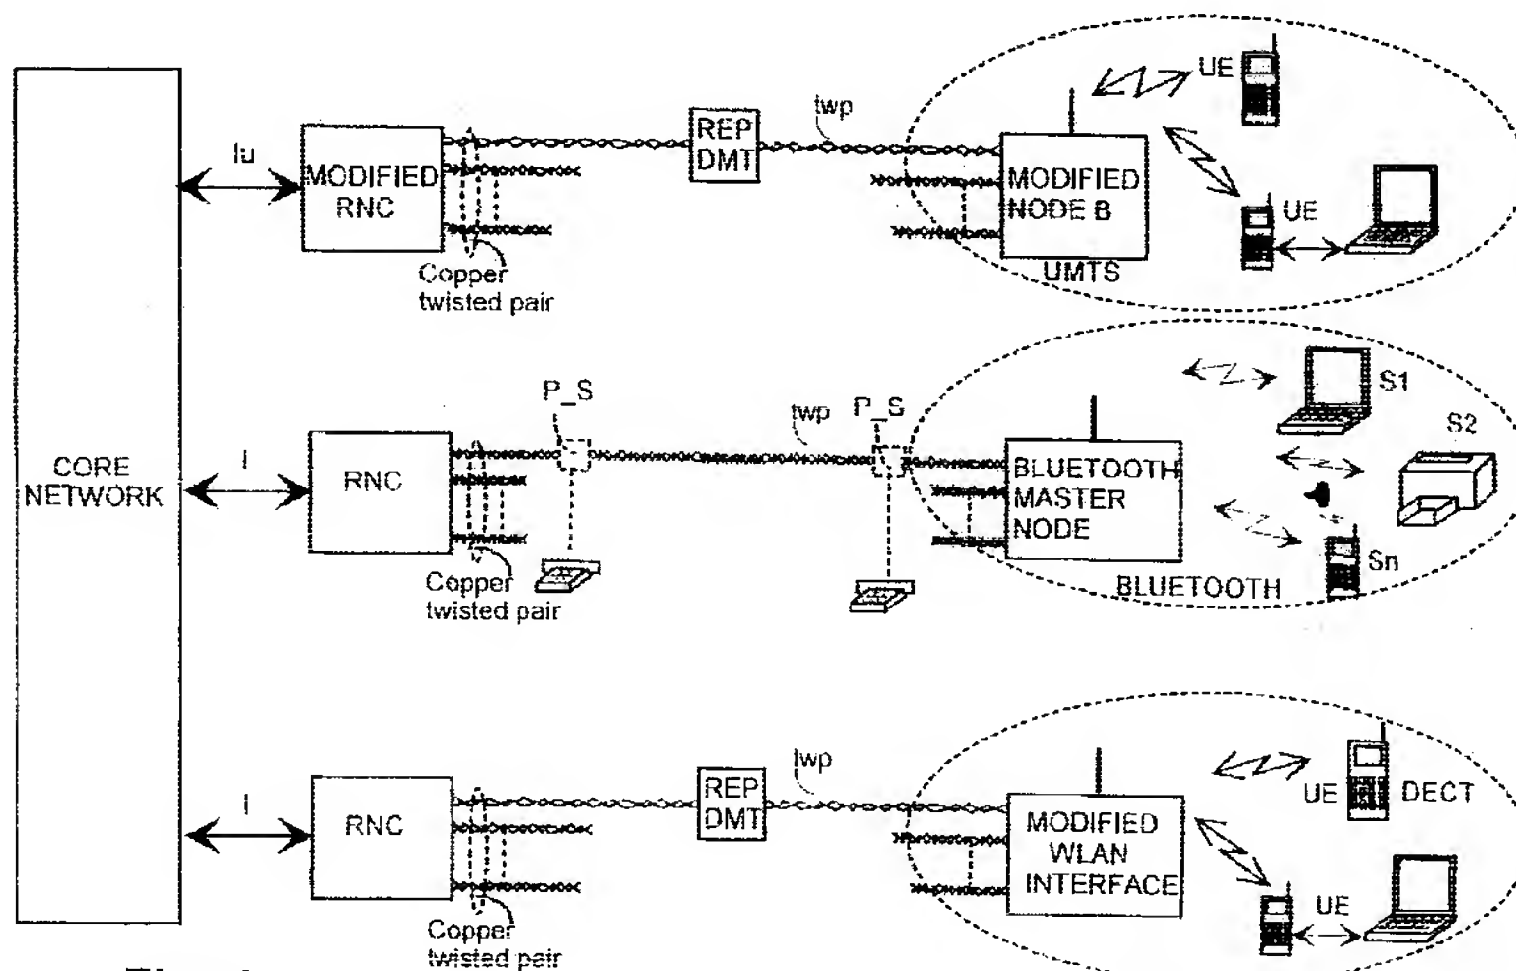 CORE
NETWORK
Iu
MODIFIED
RNC
Copper
twisted pair
REP
DMT
twp
MODIFIED
NODE B
UMTS
UE
UE
I
RNC
Copper
twisted pair
P_S
twp
P_S
BLUETOOTH
MASTER
NODE
BLUETOOTH
S1
S2
Sn
I
RNC
Copper
twisted pair
REP
DMT
twp
MODIFIED
WLAN
INTERFACE
UE
DECT
UE